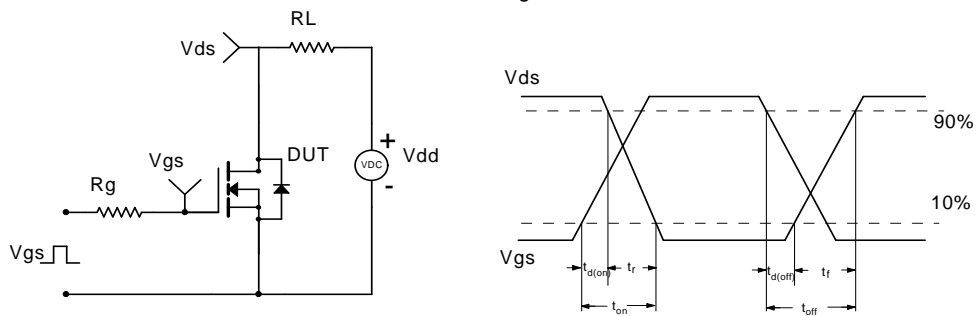 g
RL
Vds
Vgs
DUT
VDC
+
-
Vdd
Rg
Vgs
Vds
90%
10%
Vgs
td(on)
tr
td(off)
tf
ton
toff